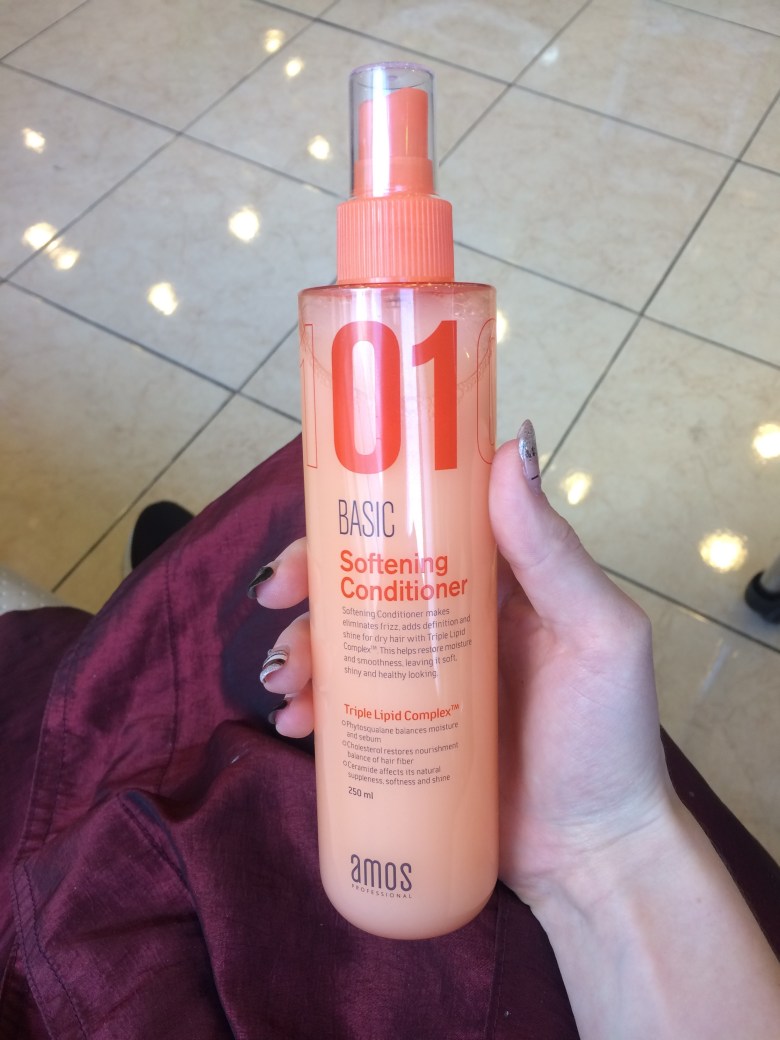 01
BASIC
Softening
Conditioner
Softening Conditioner makes
eliminates frizz, adds definition and
shine for dry hair with Triple Lipid
Complex™. This helps restore moisture
and smoothness, leaving it soft,
shiny and healthy looking.
Triple Lipid Complex™
Phytosqualane balances moisture
and sebum
Cholesterol restores nourishment
balance of hair fiber
Ceramide affects its natural
suppleness, softness and shine
250 ml
amos
PROFESSIONAL